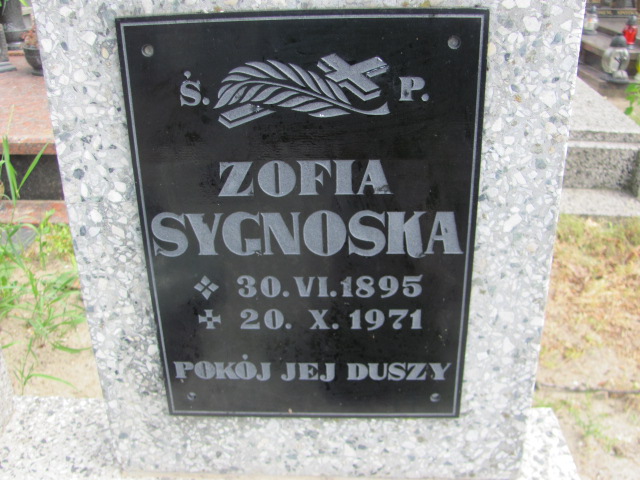 Ś. P.
ZOFIA
SYGNOSKA
30. VI. 1895
20. X. 1971
POKÓJ JEJ DUSZY